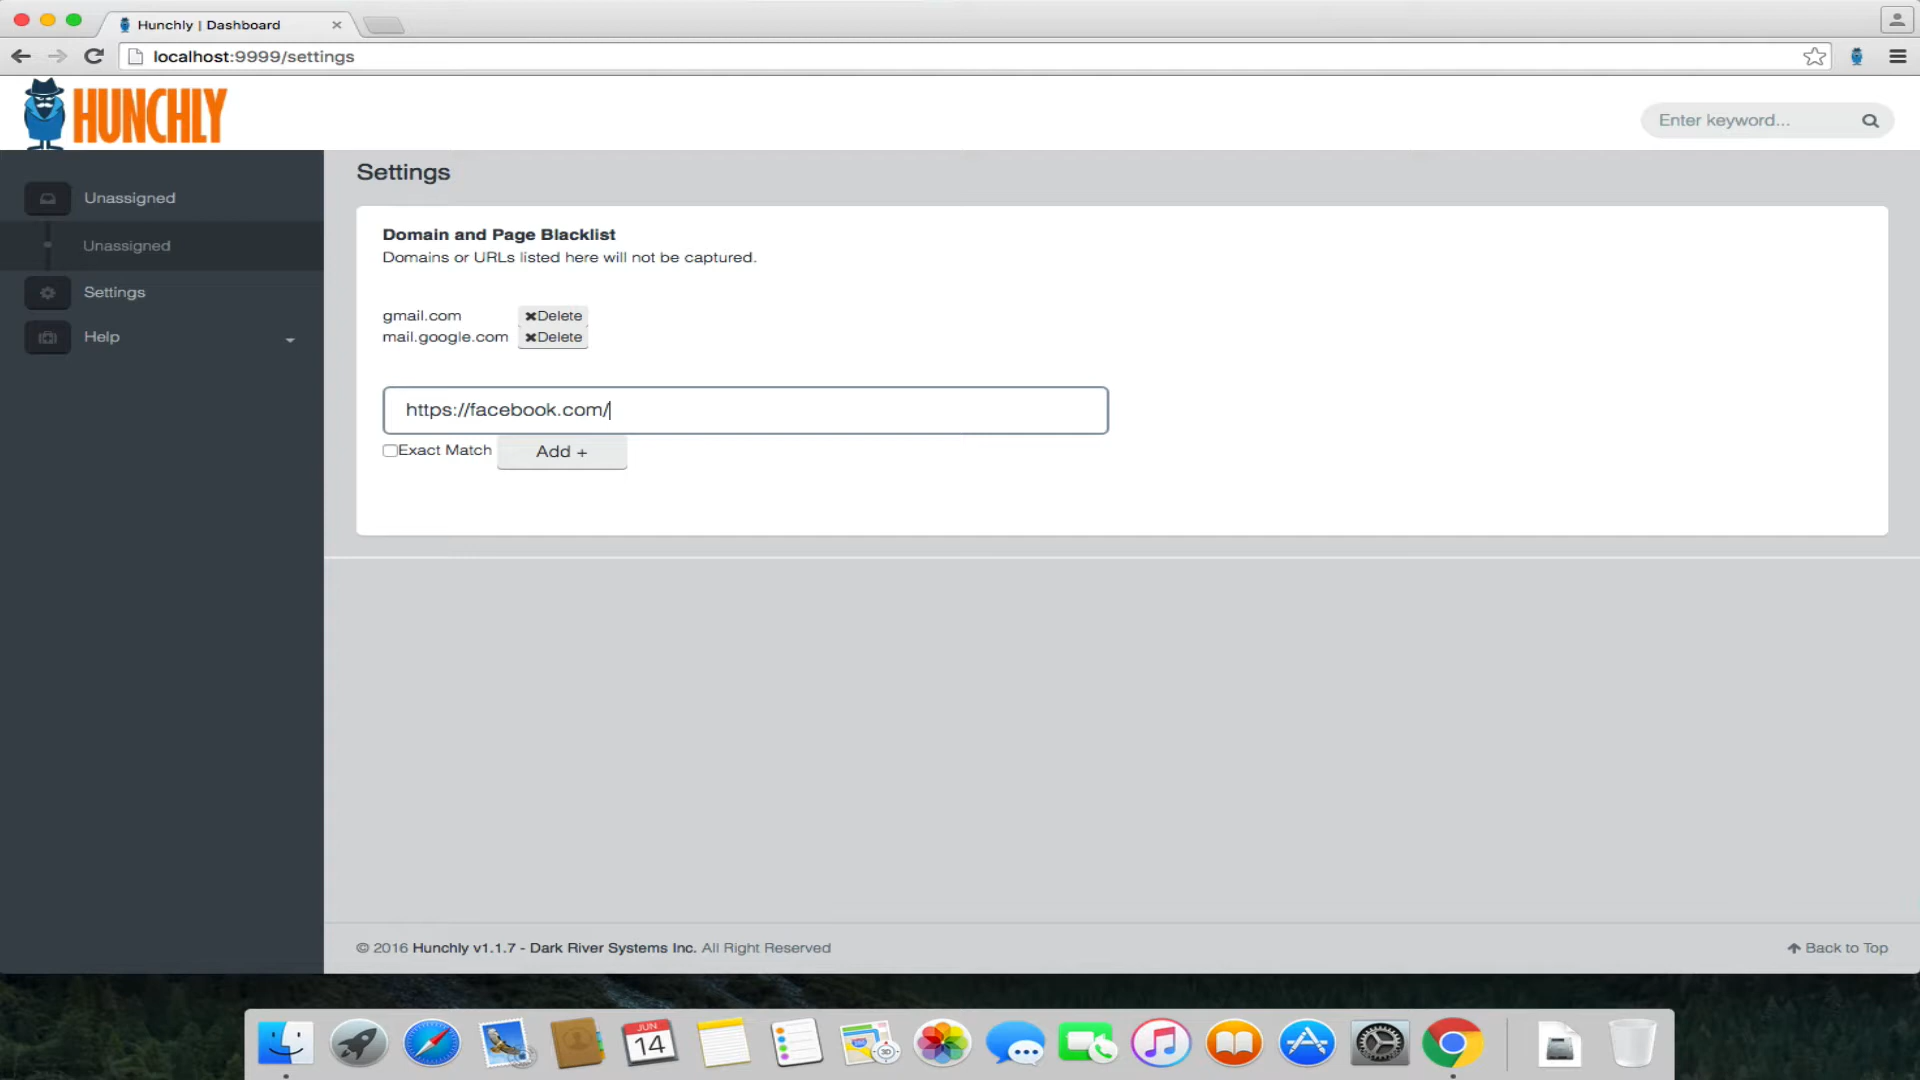 Hunchly | Dashboard
localhost:9999/settings
HUNCHLY
Enter keyword...
Unassigned
Unassigned
Settings
Help
Settings
Domain and Page Blacklist
Domains or URLs listed here will not be captured.
gmail.com ✖Delete
mail.google.com ✖Delete
https://facebook.com/
Exact Match Add +
© 2016 Hunchly v1.1.7 - Dark River Systems Inc. All Right Reserved
Back to Top
JUN
14
3D